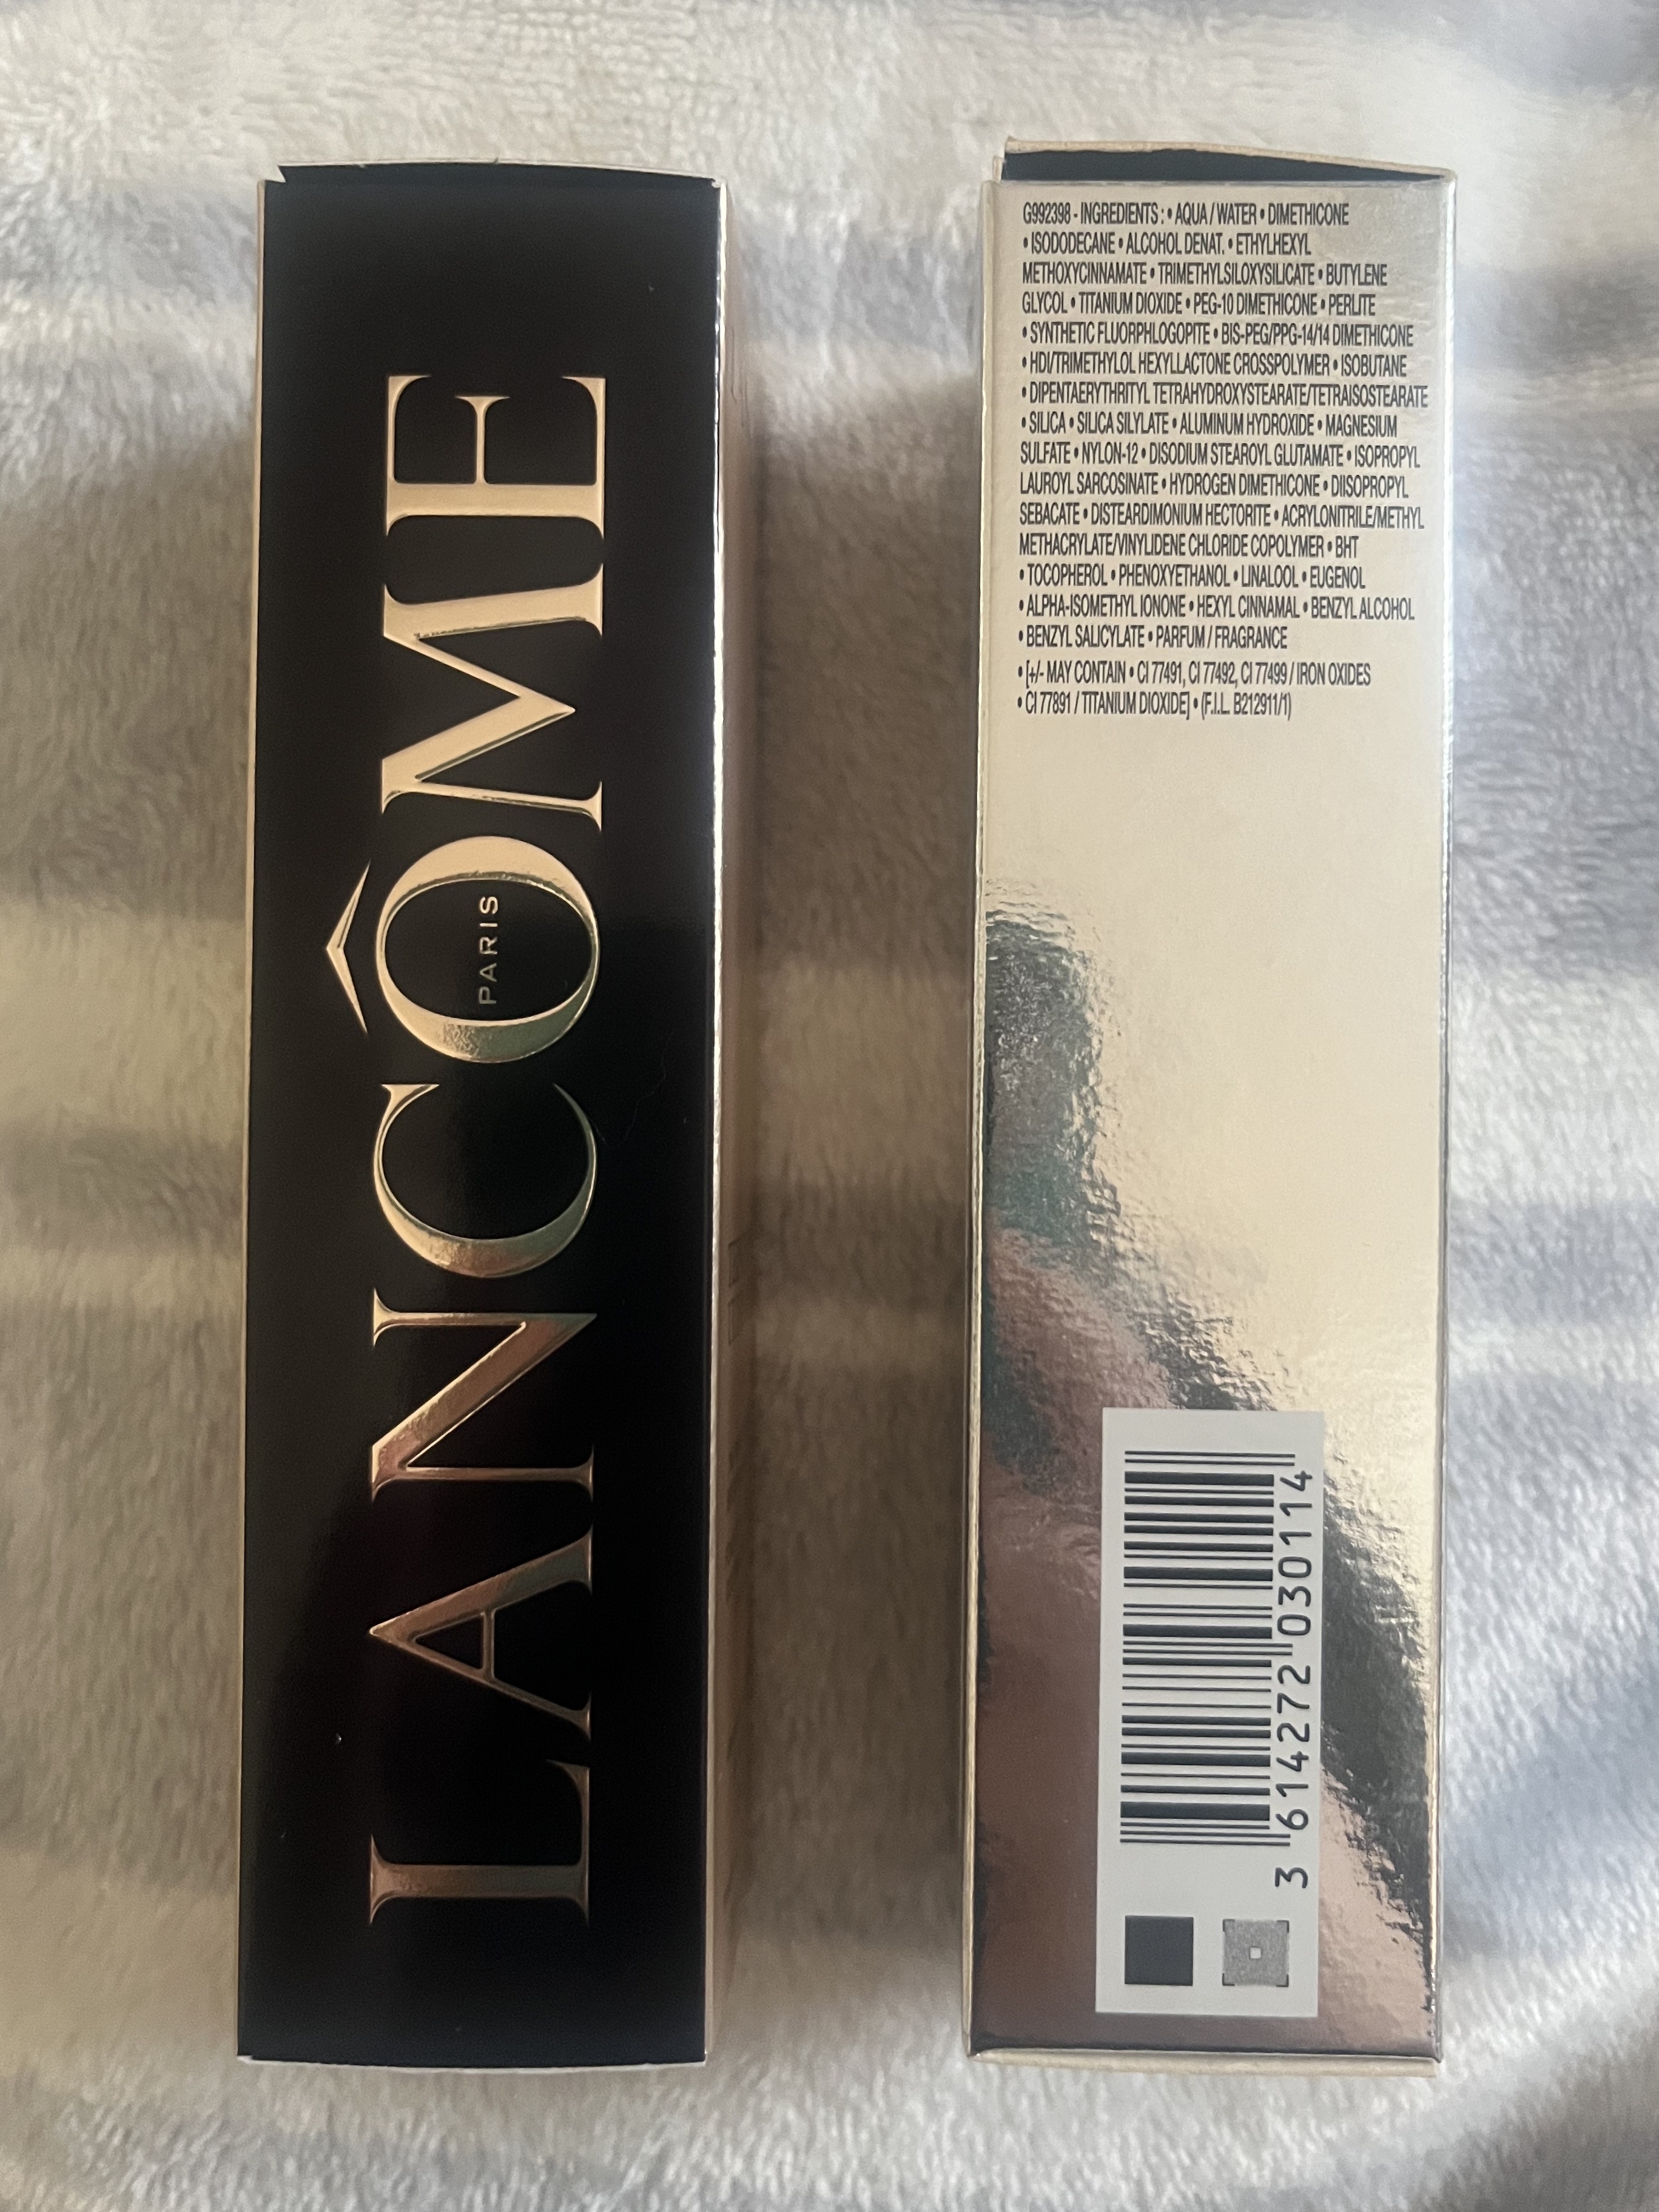 LANCÔME
PARIS
G992398 - INGREDIENTS : • AQUA / WATER • DIMETHICONE
• ISODODECANE • ALCOHOL DENAT. • ETHYLHEXYL
METHOXYCINNAMATE • TRIMETHYLSILOXYSILICATE • BUTYLENE
GLYCOL • TITANIUM DIOXIDE • PEG-10 DIMETHICONE • PERLITE
• SYNTHETIC FLUORPHLOGOPITE • BIS-PEG/PPG-14/14 DIMETHICONE
• HDI/TRIMETHYLOL HEXYLLACTONE CROSSPOLYMER • ISOBUTANE
• DIPENTAERYTHRITYL TETRAHYDROXYSTEARATE/TETRAISOSTEARATE
• SILICA • SILICA SILYLATE • ALUMINUM HYDROXIDE • MAGNESIUM
SULFATE • NYLON-12 • DISODIUM STEAROYL GLUTAMATE • ISOPROPYL
LAUROYL SARCOSINATE • HYDROGEN DIMETHICONE • DIISOPROPYL
SEBACATE • DISTEARDIMONIUM HECTORITE • ACRYLONITRILE/METHYL
METHACRYLATE/VINYLIDENE CHLORIDE COPOLYMER • BHT
• TOCOPHEROL • PHENOXYETHANOL • LINALOOL • EUGENOL
• ALPHA-ISOMETHYL IONONE • HEXYL CINNAMAL • BENZYL ALCOHOL
• BENZYL SALICYLATE • PARFUM / FRAGRANCE
• [+/- MAY CONTAIN • CI 77491, CI 77492, CI 77499 / IRON OXIDES
• CI 77891 / TITANIUM DIOXIDE] • (F.I.L. B212911/1)
3 614272 030114